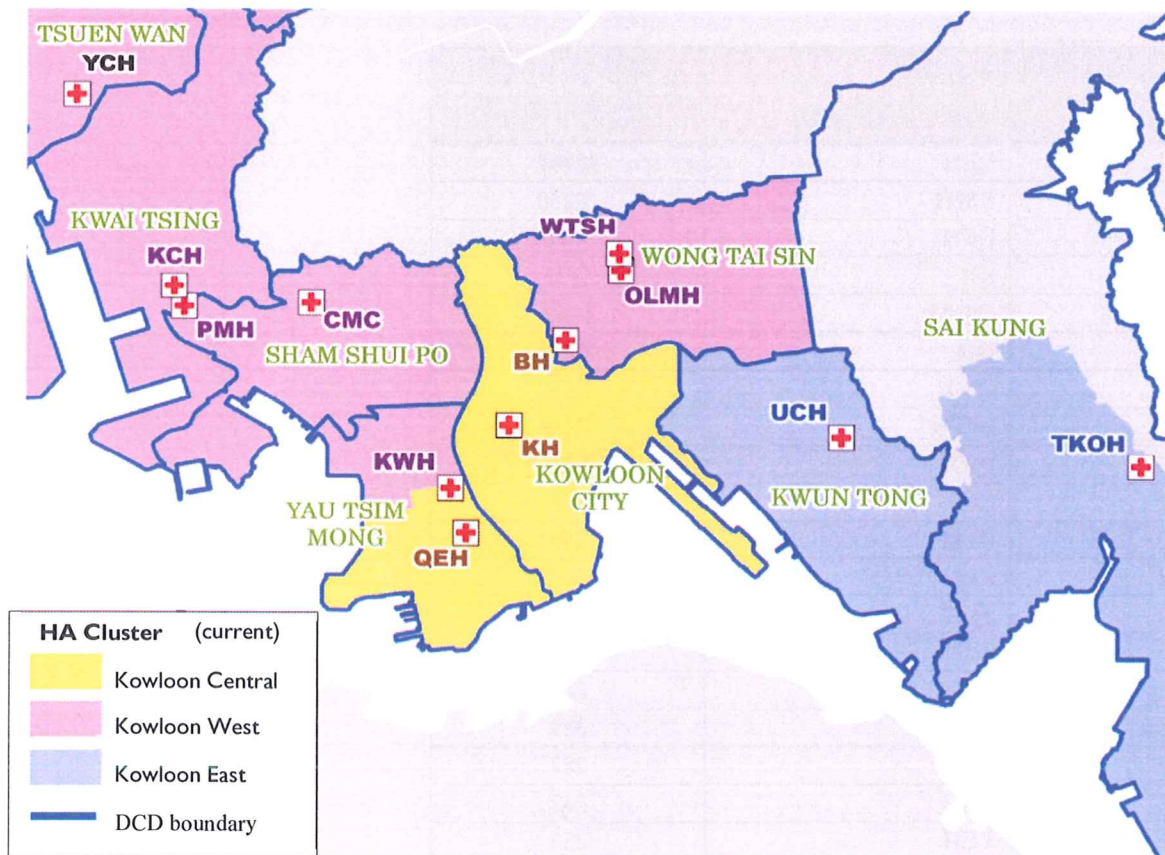 TSUEN WAN
YCH
KWAI TSING
KCH
PMH
CMC
SHAM SHUI PO
WTSH
WONG TAI SIN
OLMH
BH
SAI KUNG
KH
KOWLOON
CITY
UCH
TKOH
KWUN TONG
KWH
YAU TSIM
MONG
QEH
HA Cluster (current)
Kowloon Central
Kowloon West
Kowloon East
DCD boundary